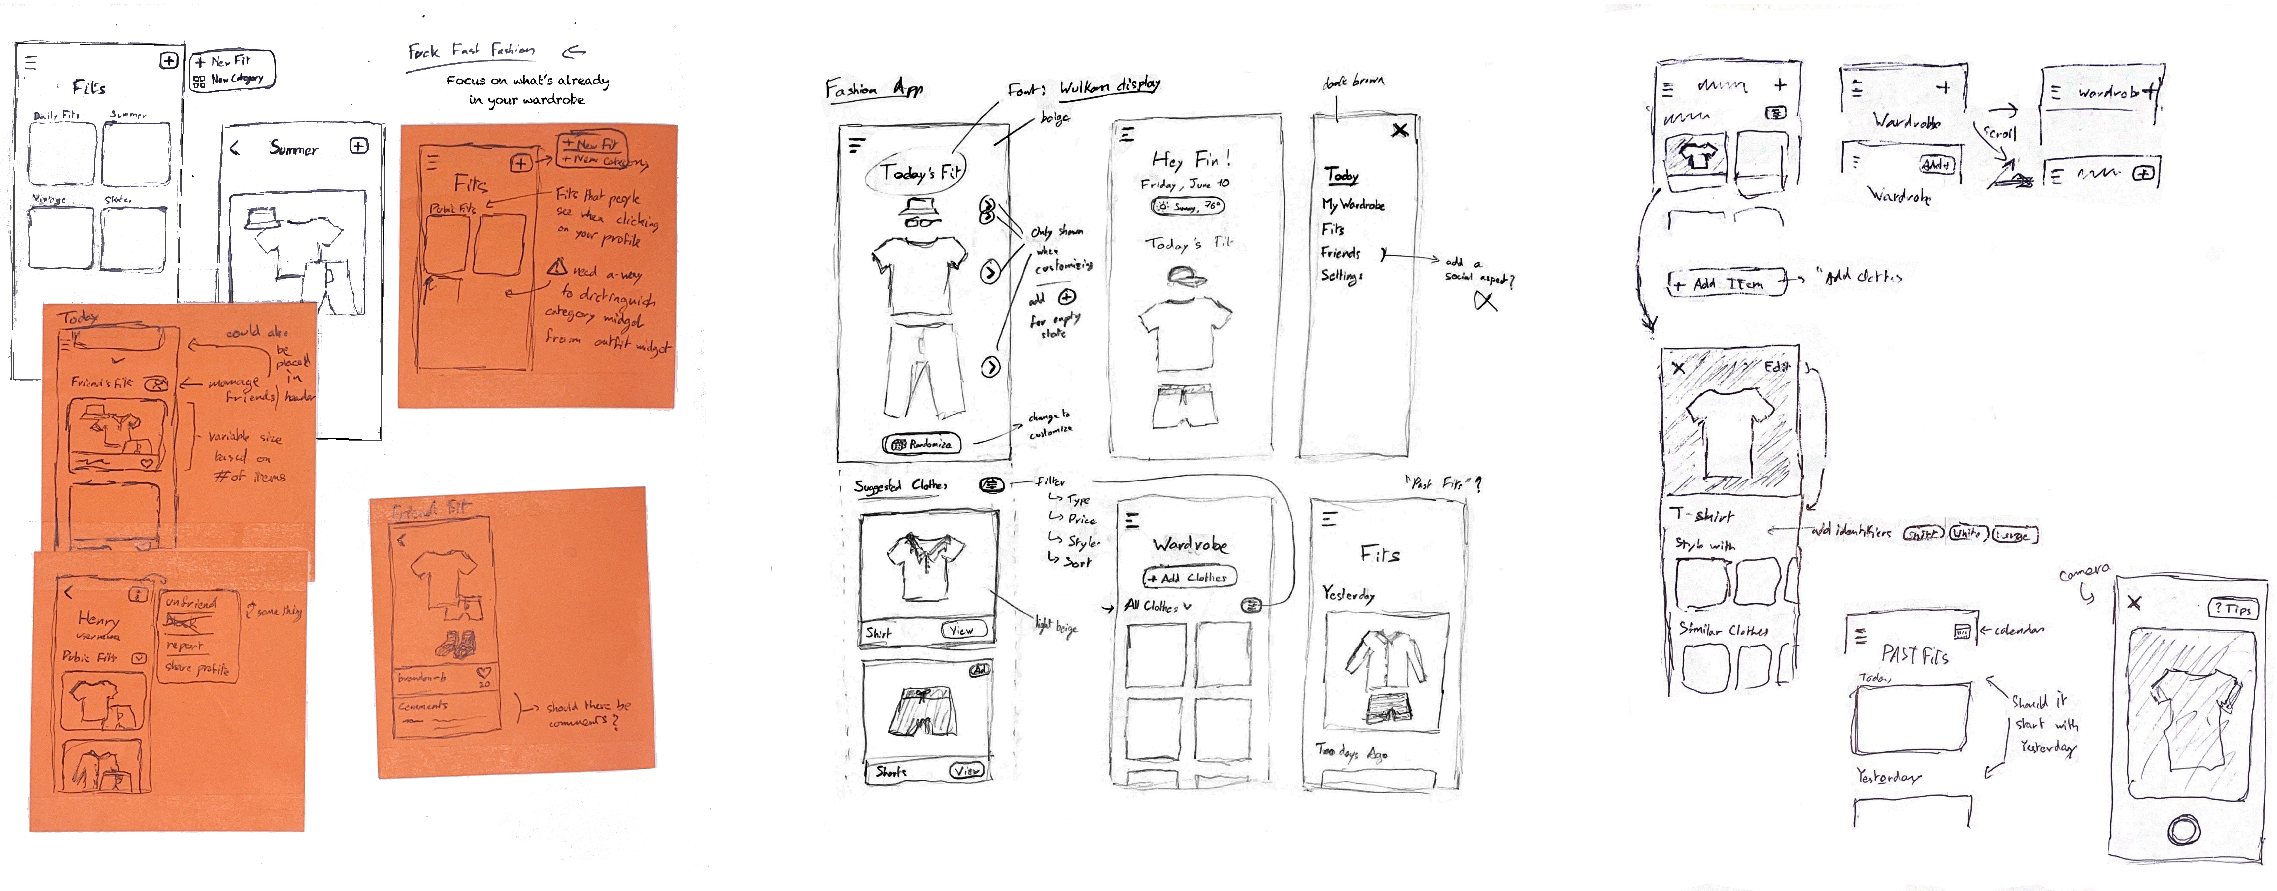 + New Fit
New Category
Fits
Daily Fits
Summer
Vintage
Skater
Summer
Fuck Fast Fashion
Focus on what's already
in your wardrobe
+ New Fit
+ New Category
Fits
Pubic Fits
Fits that people
see when clicking
on your profile
need a way
to distinguish
category widget
from outfit widget
Today
could also
be
placed
in
header
Friend's Fits
manage
friends
variable size
based on
# of items
Henry
username
Pubic Fits
unfriend
Block
report
share profile
something
Friend Fit
brandon-b
20
Comments
should there be
comments?
Fashion App
Font: Wulkan display
beige
Today's Fit
only shown
when
customizing
add +
for empty
state
Randomize
change to
customize
Suggested Clothes
filter
Type
Price
Style
Sort
Shirt
View
light beige
Ad
Shorts
View
Hey Fin!
Friday, June 10
Sunny, 76°
Today's Fit
dark brown
Today
My Wardrobe
Fits
Friends
Settings
add a
social aspect?
Wardrobe
+ Add Clothes
All Clothes
"Past Fits"?
Fits
Yesterday
Two days Ago
Wardrobe
Add +
Wardrobe
Scroll
Wardrobe +
+ Add Item
"Add clothes
Edit
T-shirt
add identifiers
Shirt
White
Large
Style with
Similar Clothes
calendar
PAST Fits
Today
Should it
start with
Yesterday
Yesterday
Camera
? Tips